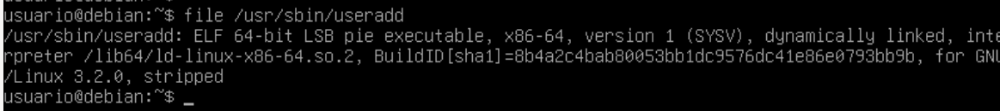 usuario@debian:~$ file /usr/sbin/useradd
/usr/sbin/useradd: ELF 64-bit LSB pie executable, x86-64, version 1 (SYSV), dynamically linked, inte
rpreter /lib64/ld-linux-x86-64.so.2, BuildID[sha1]=8b4a2c4bab80053bb1dc9576dc41e86e0793bb9b, for GNU
/Linux 3.2.0, stripped
usuario@debian:~$ _